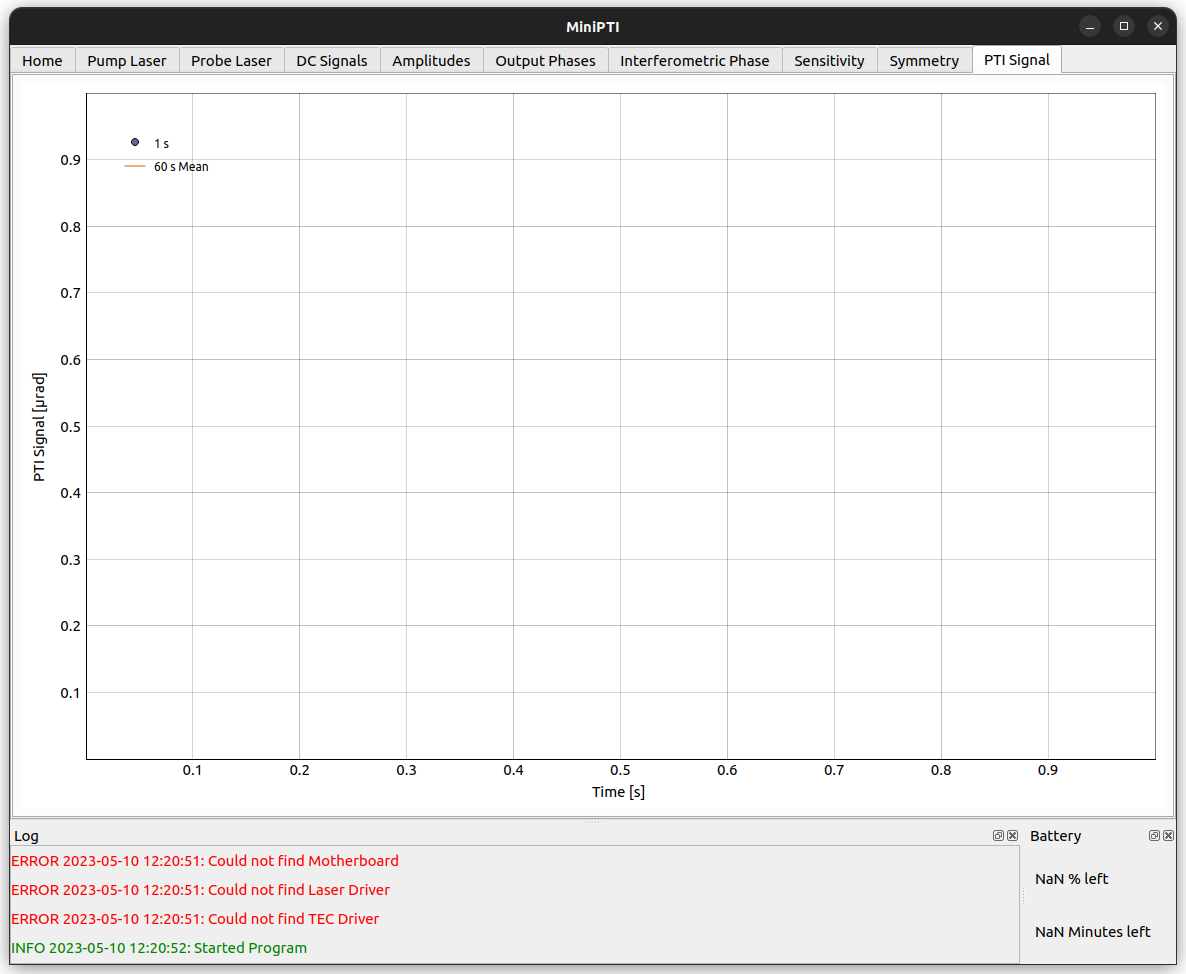 MiniPTI
Home Pump Laser Probe Laser DC Signals Amplitudes Output Phases Interferometric Phase Sensitivity Symmetry PTI Signal
1 s
60 s Mean
0.9
0.8
0.7
0.6
0.5
0.4
0.3
0.2
0.1
PTI Signal [µrad]
0.1 0.2 0.3 0.4 0.5 0.6 0.7 0.8 0.9
Time [s]
Log
ERROR 2023-05-10 12:20:51: Could not find Motherboard
ERROR 2023-05-10 12:20:51: Could not find Laser Driver
ERROR 2023-05-10 12:20:51: Could not find TEC Driver
INFO 2023-05-10 12:20:52: Started Program
Battery
NaN % left
NaN Minutes left